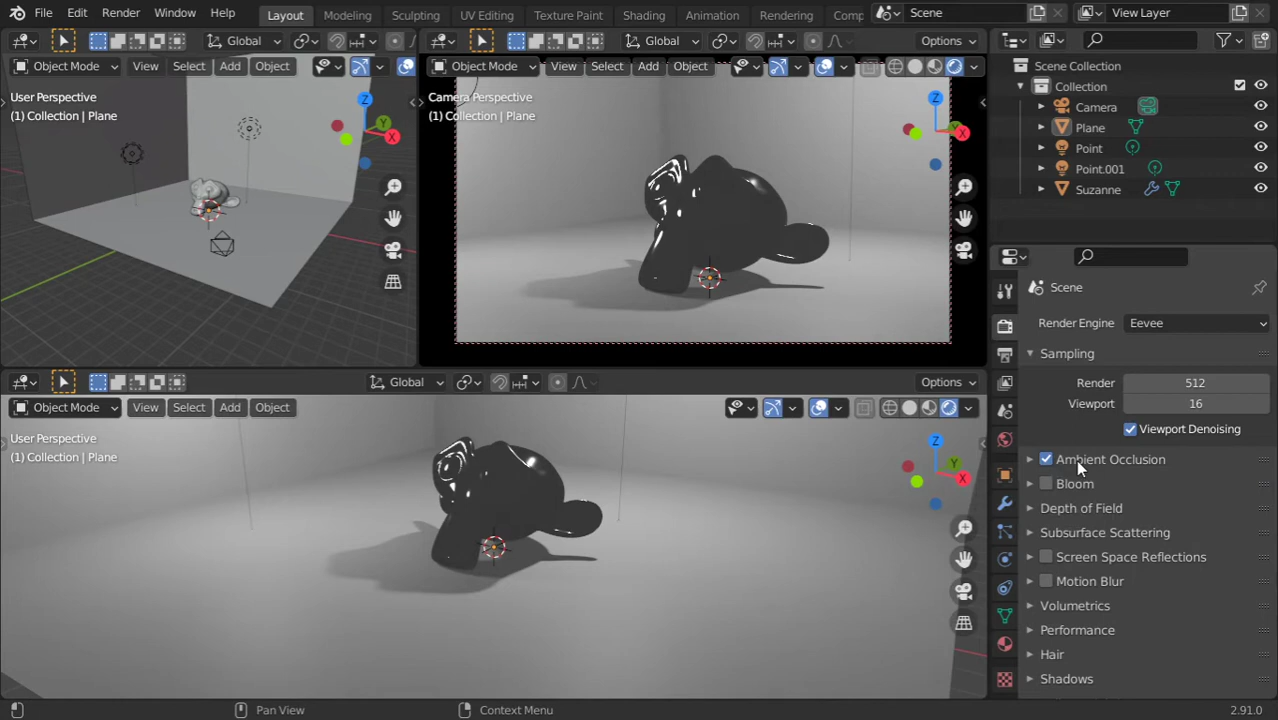 File Edit Render Window Help Layout Modeling Sculpting UV Editing Texture Paint Shading Animation Rendering Comp Scene View Layer
Global
Object Mode View Select Add Object
User Perspective
(1) Collection | Plane
Z
Y
X
Global Options
Object Mode View Select Add Object
Camera Perspective
(1) Collection | Plane
Z
Y
X
Global Options
Object Mode View Select Add Object
User Perspective
(1) Collection | Plane
Z
Y
X
Scene Collection
Collection
Camera
Plane
Point
Point.001
Suzanne
Scene
Render Engine Eevee
Sampling
Render 512
Viewport 16
Viewport Denoising
Ambient Occlusion
Bloom
Depth of Field
Subsurface Scattering
Screen Space Reflections
Motion Blur
Volumetrics
Performance
Hair
Shadows
Pan View Context Menu 2.91.0